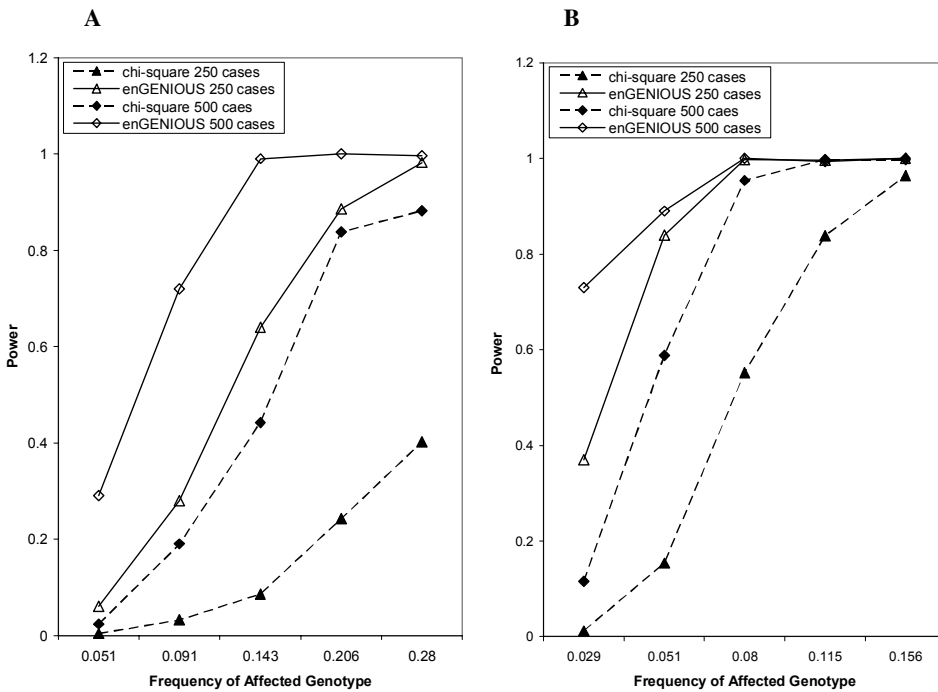 A
1.2
1
0.8
0.6
0.4
0.2
0
Power
chi-square 250 cases
enGENIOUS 250 cases
chi-square 500 caes
enGENIOUS 500 cases
0.051 0.091 0.143 0.206 0.28
Frequency of Affected Genotype
B
1.2
1
0.8
0.6
0.4
0.2
0
Power
chi-square 250 cases
enGENIOUS 250 cases
chi-square 500 caes
enGENIOUS 500 cases
0.029 0.051 0.08 0.115 0.156
Frequency of Affected Genotype